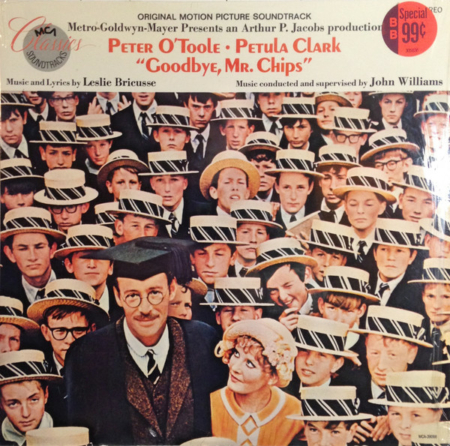 ORIGINAL MOTION PICTURE SOUNDTRACK
Metro-Goldwyn-Mayer Presents an Arthur P. Jacobs production
PETER O'TOOLE · PETULA CLARK
"GOODBYE, MR. CHIPS"
Music and Lyrics by Leslie Bricusse
Music conducted and supervised by John Williams
MCA
Classics
SOUNDTRACKS
Special
B
B
99¢